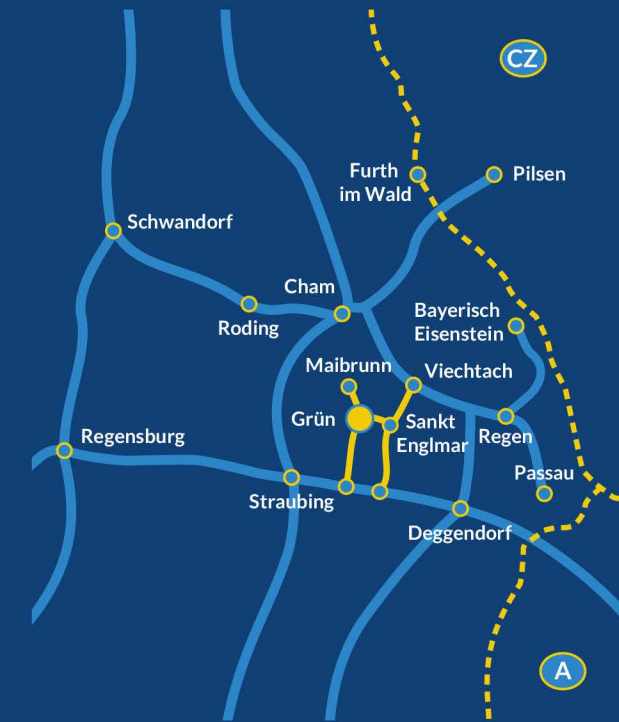 CZ
Furth
im Wald
Pilsen
Schwandorf
Cham
Roding
Bayerisch
Eisenstein
Maibrunn
Viechtach
Grün
Sankt
Englmar
Regen
Regensburg
Passau
Straubing
Deggendorf
A